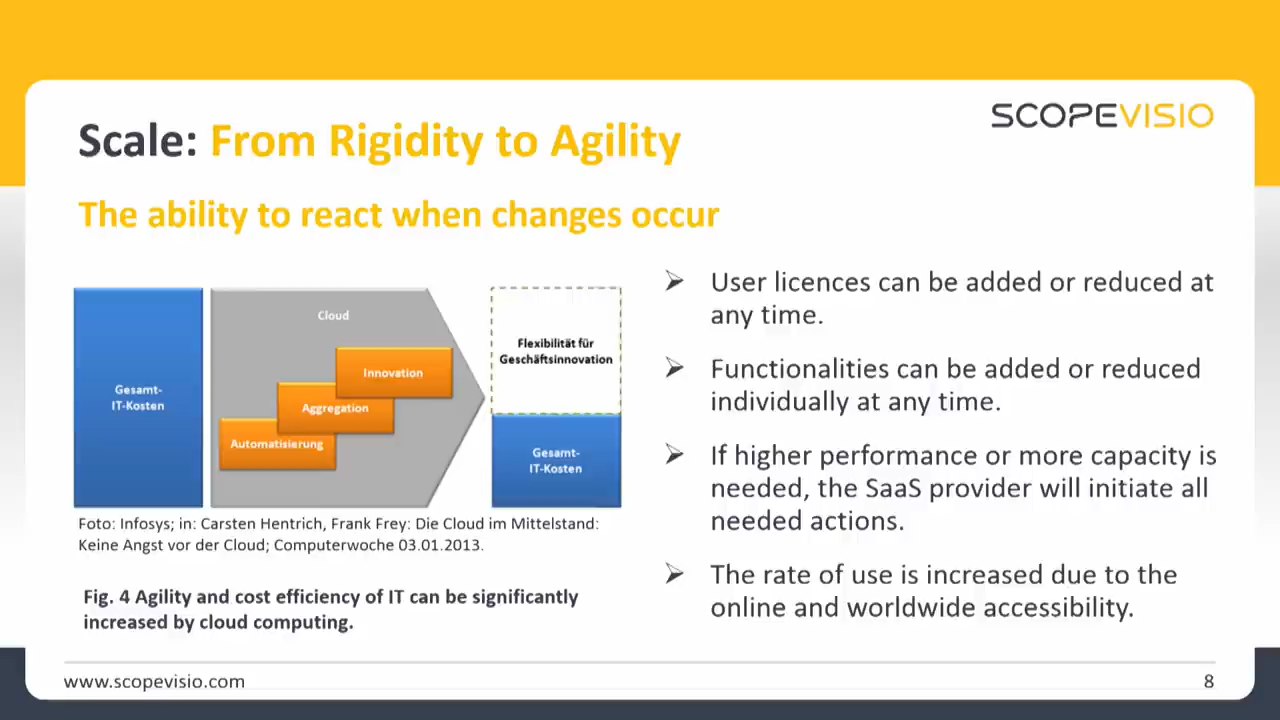 SCOPEVISIO
Scale: From Rigidity to Agility
The ability to react when changes occur
Gesamt-
IT-Kosten
Cloud
Innovation
Aggregation
Automatisierung
Flexibilität für
Geschäftsinnovation
Gesamt-
IT-Kosten
Foto: Infosys; in: Carsten Hentrich, Frank Frey: Die Cloud im Mittelstand:
Keine Angst vor der Cloud; Computerwoche 03.01.2013.
Fig. 4 Agility and cost efficiency of IT can be significantly
increased by cloud computing.
➢ User licences can be added or reduced at
any time.
➢ Functionalities can be added or reduced
individually at any time.
➢ If higher performance or more capacity is
needed, the SaaS provider will initiate all
needed actions.
➢ The rate of use is increased due to the
online and worldwide accessibility.
www.scopevisio.com
8